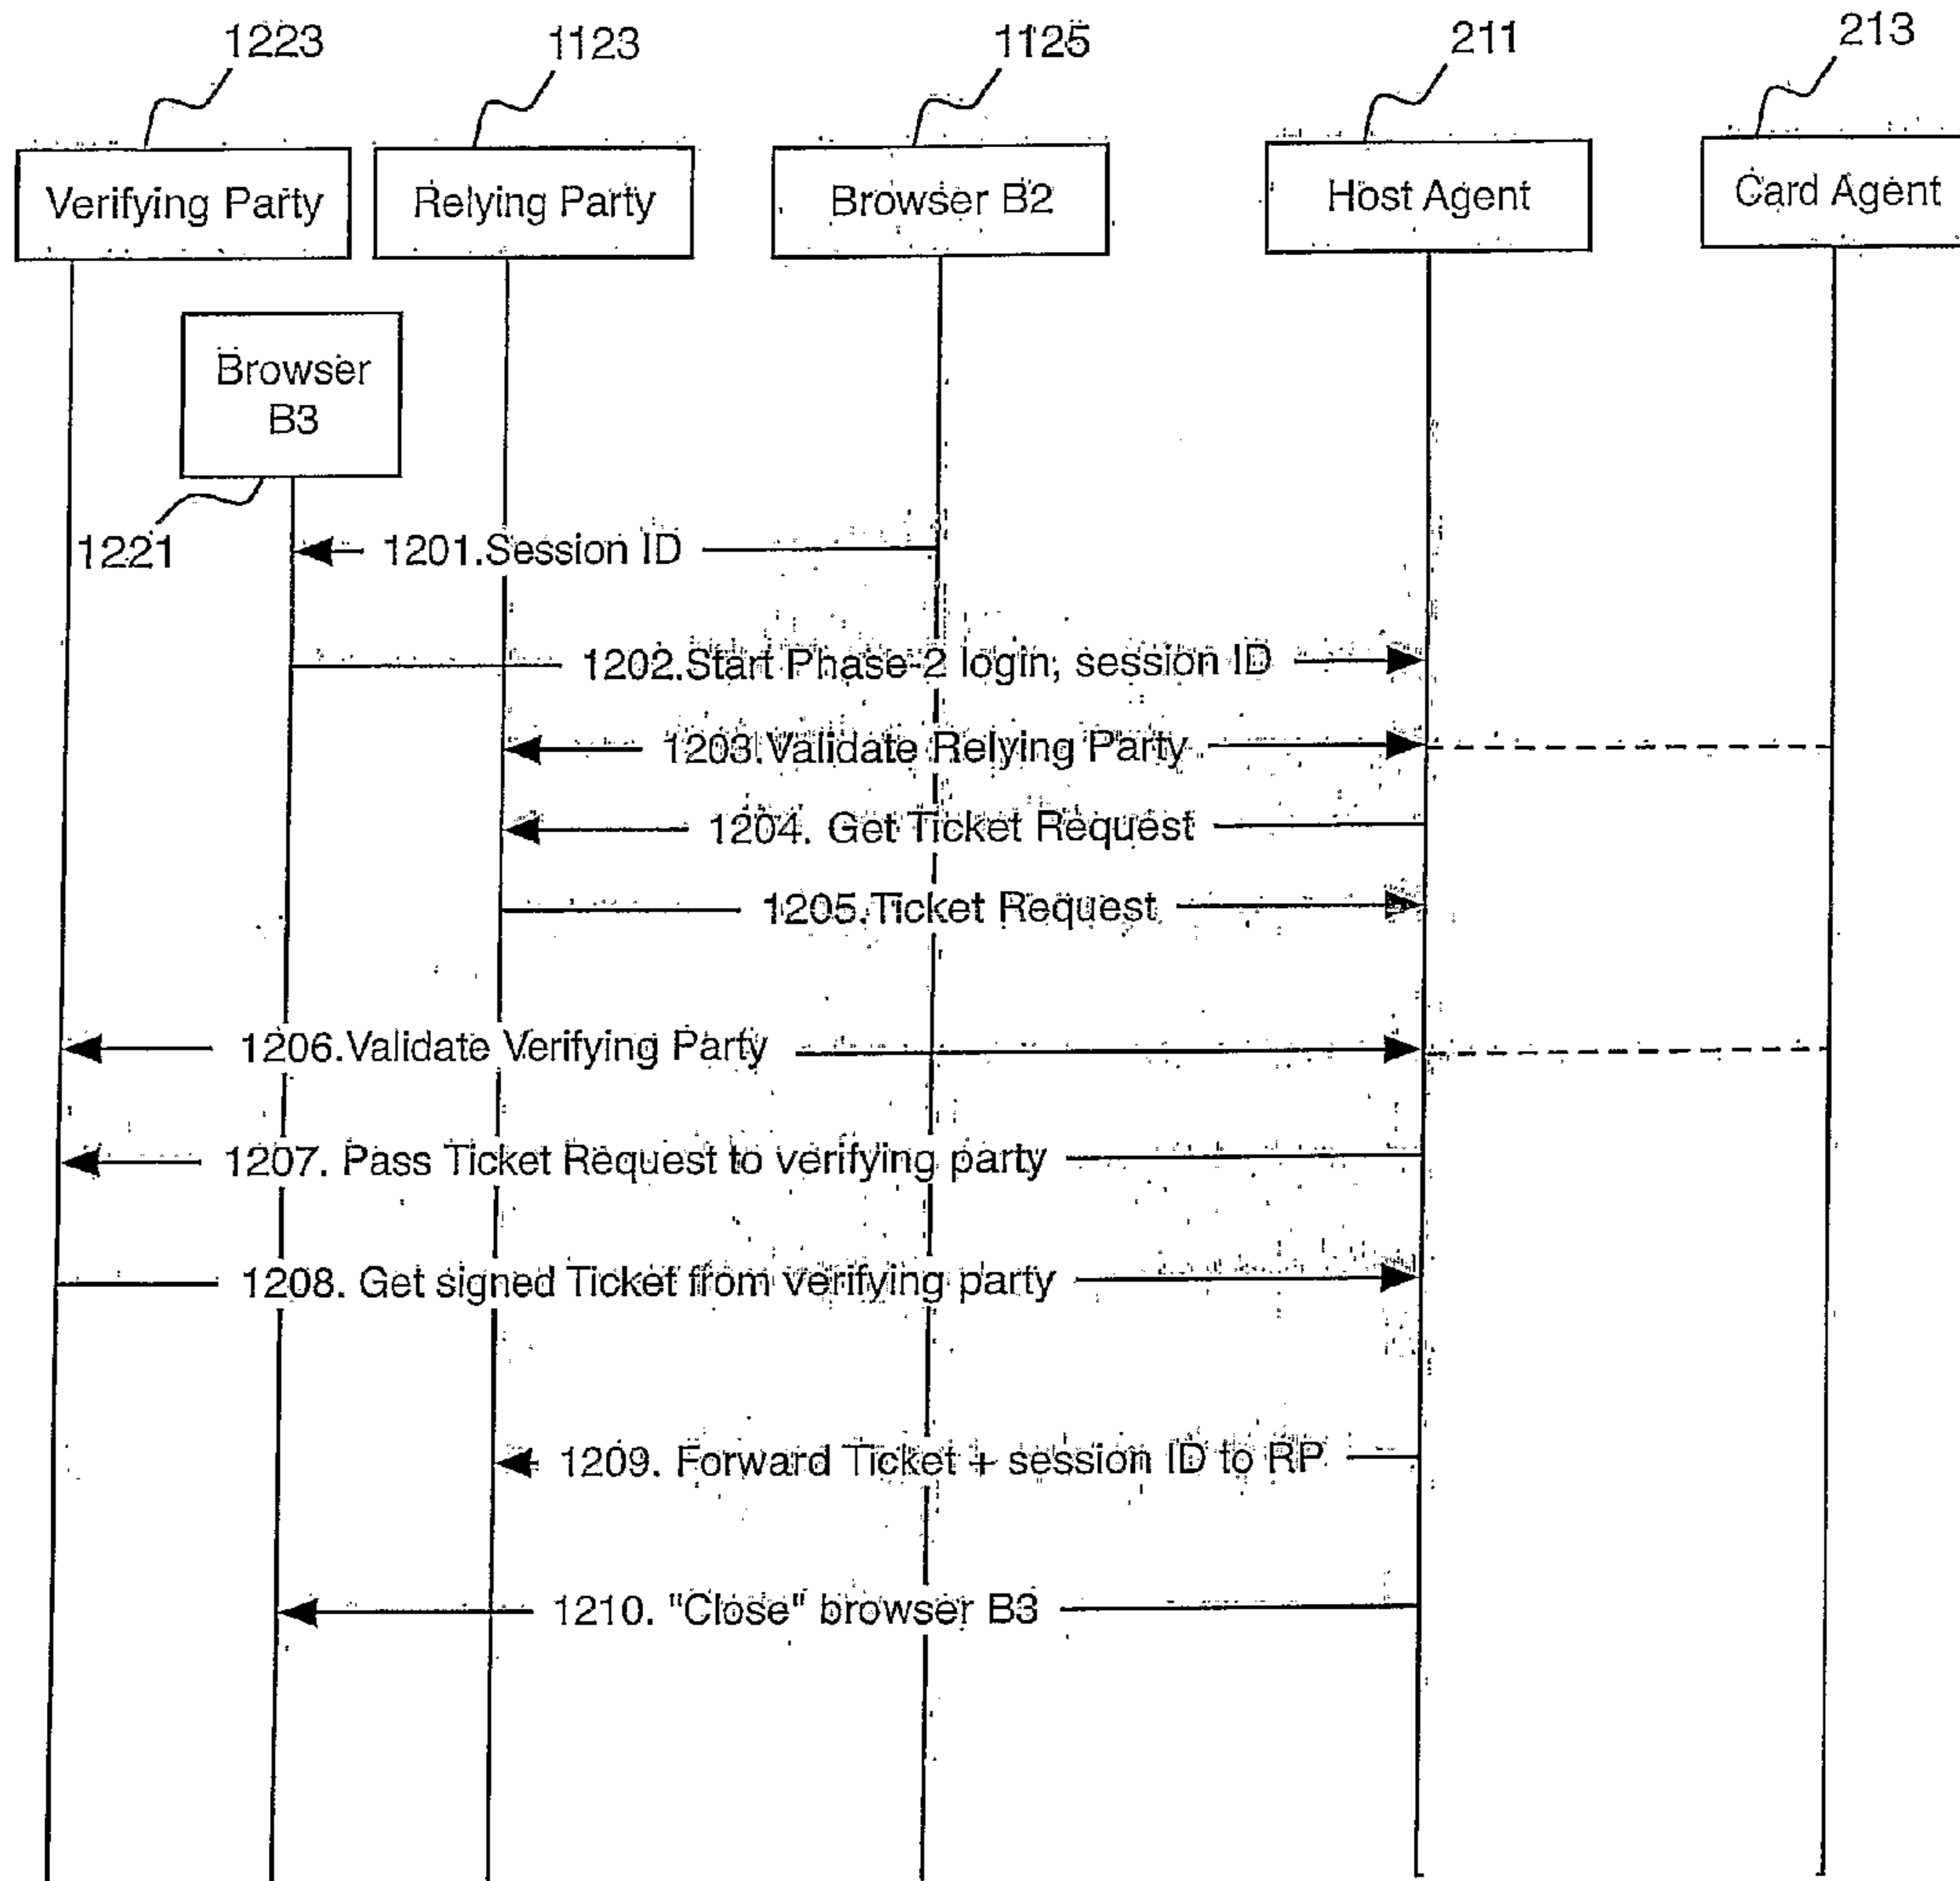 1223
1123
1125
211
213
Verifying Party
Relying Party
Browser B2
Host Agent
Card Agent
Browser
B3
1221
1201.Session ID
1202.Start Phase-2 login, session ID
1203.Validate Relying Party
1204. Get Ticket Request
1205.Ticket Request
1206.Validate Verifying Party
1207. Pass Ticket Request to verifying party
1208. Get signed Ticket from verifying party
1209. Forward Ticket + session ID to RP
1210. "Close" browser B3